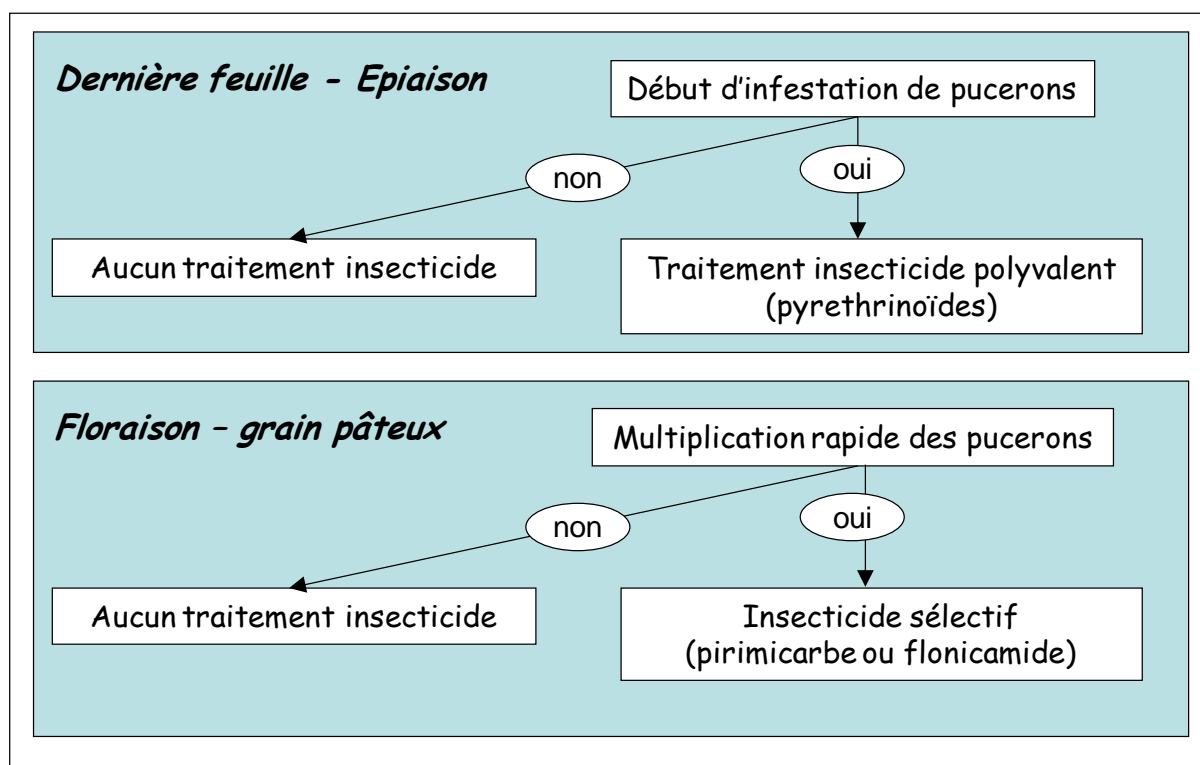 Dernière feuille - Epiaison
Début d'infestation de pucerons
non
oui
Aucun traitement insecticide
Traitement insecticide polyvalent
(pyrethrinoïdes)
Floraison – grain pâteux
Multiplication rapide des pucerons
non
oui
Aucun traitement insecticide
Insecticide sélectif
(pirimicarbe ou flonicamide)